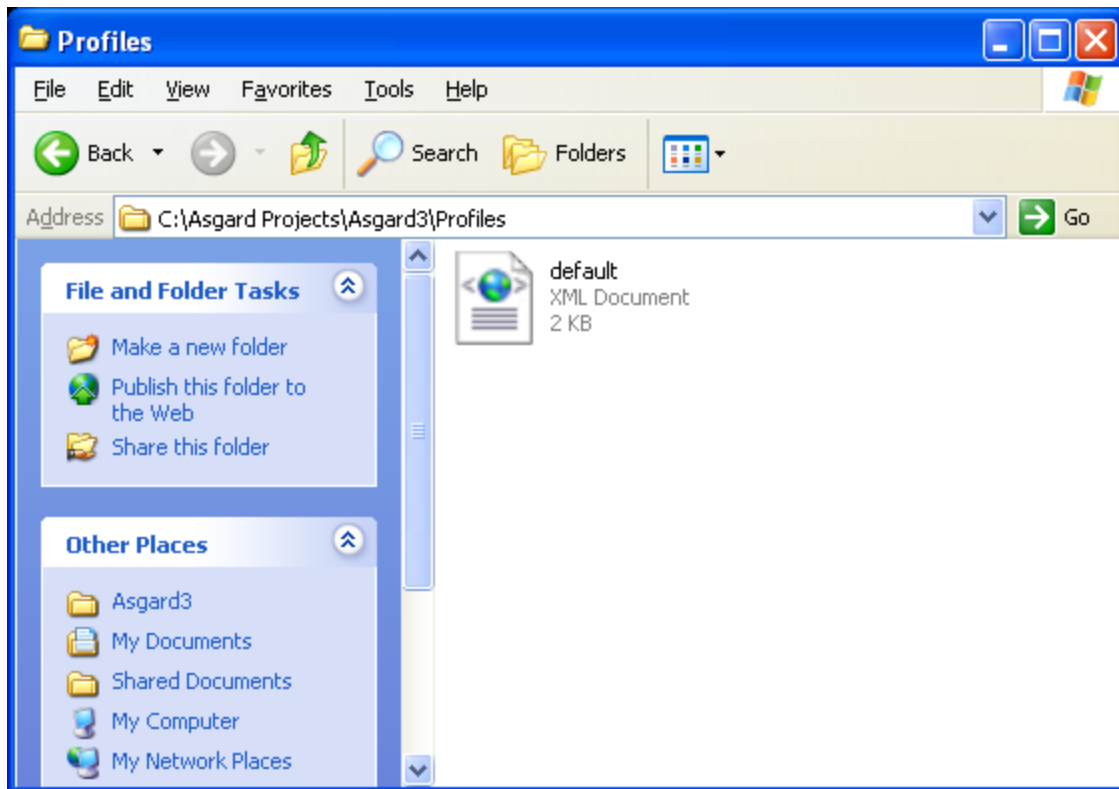 Profiles
File Edit View Favorites Tools Help
Back Search Folders
Address C:\Asgard Projects\Asgard3\Profiles Go
File and Folder Tasks
Make a new folder
Publish this folder to
the Web
Share this folder
Other Places
Asgard3
My Documents
Shared Documents
My Computer
My Network Places
default
XML Document
2 KB